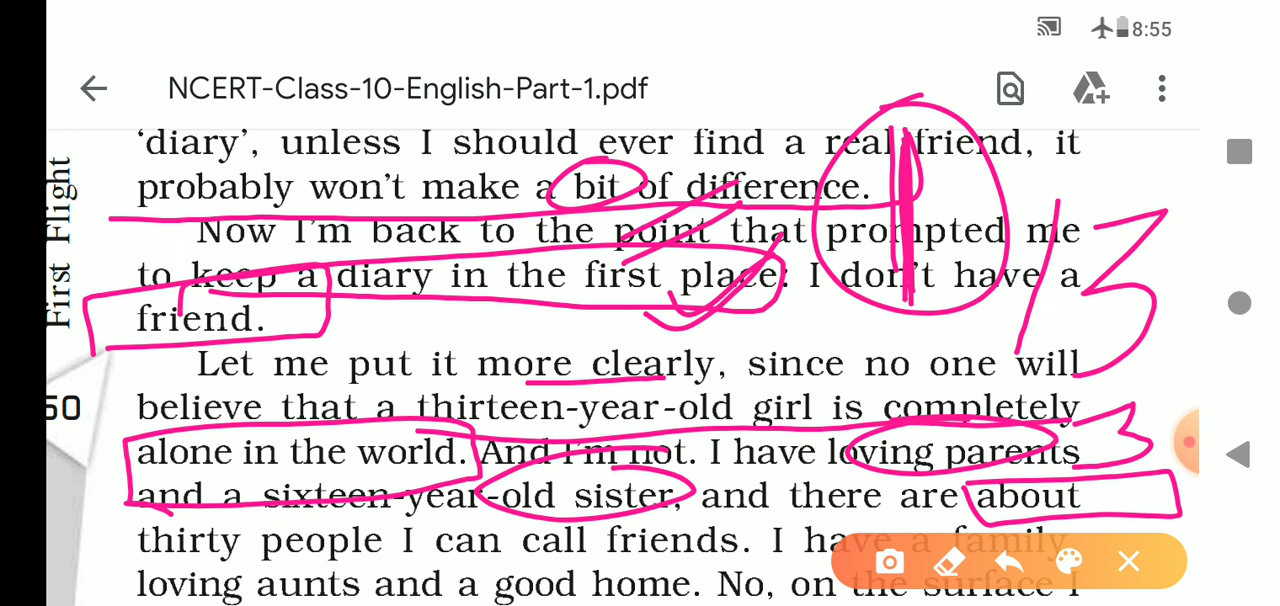 8:55
NCERT-Class-10-English-Part-1.pdf
‘diary’, unless I should ever find a real friend, it
probably won’t make a bit of difference.
Now I’m back to the point that prompted me
to keep a diary in the first place: I don’t have a
friend.
Let me put it more clearly, since no one will
believe that a thirteen-year-old girl is completely
alone in the world. And I’m not. I have loving parents
and a sixteen-year-old sister, and there are about
thirty people I can call friends. I have a family,
loving aunts and a good home. No, on the surface I
First Flight
50
13
3